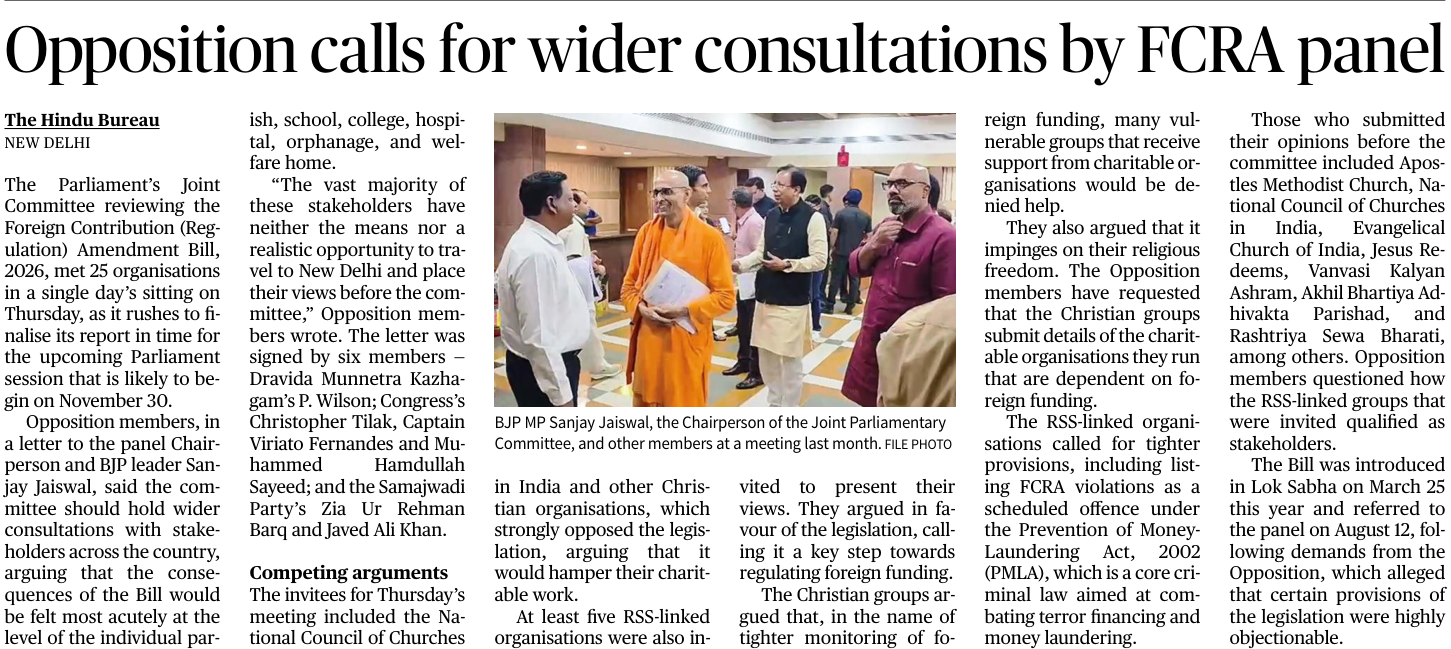 Opposition calls for wider consultations by FCRA panel
The Hindu Bureau
NEW DELHI
The Parliament's Joint
Committee reviewing the
Foreign Contribution (Reg-
ulation) Amendment Bill,
2026, met 25 organisations
in a single day's sitting on
Thursday, as it rushes to fi-
nalise its report in time for
the upcoming Parliament
session that is likely to be-
gin on November 30.
Opposition members, in
a letter to the panel Chair-
person and BJP leader San-
jay Jaiswal, said the com-
mittee should hold wider
consultations with stake-
holders across the country,
arguing that the conse-
quences of the Bill would
be felt most acutely at the
level of the individual par-
ish, school, college, hospi-
tal, orphanage, and wel-
fare home.
“The vast majority of
these stakeholders have
neither the means nor a
realistic opportunity to tra-
vel to New Delhi and place
their views before the com-
mittee,” Opposition mem-
bers wrote. The letter was
signed by six members –
Dravida Munnetra Kazha-
gam's P. Wilson; Congress's
Christopher Tilak, Captain
Viriato Fernandes and Mu-
hammed Hamdullah
Sayeed; and the Samajwadi
Party's Zia Ur Rehman
Barq and Javed Ali Khan.
Competing arguments
The invitees for Thursday's
meeting included the Na-
tional Council of Churches
BJP MP Sanjay Jaiswal, the Chairperson of the Joint Parliamentary
Committee, and other members at a meeting last month. FILE PHOTO
in India and other Chris-
tian organisations, which
strongly opposed the legis-
lation, arguing that it
would hamper their charit-
able work.
At least five RSS-linked
organisations were also in-
vited to present their
views. They argued in fa-
vour of the legislation, call-
ing it a key step towards
regulating foreign funding.
The Christian groups ar-
gued that, in the name of
tighter monitoring of fo-
reign funding, many vul-
nerable groups that receive
support from charitable or-
ganisations would be de-
nied help.
They also argued that it
impinges on their religious
freedom. The Opposition
members have requested
that the Christian groups
submit details of the charit-
able organisations they run
that are dependent on fo-
reign funding.
The RSS-linked organi-
sations called for tighter
provisions, including list-
ing FCRA violations as a
scheduled offence under
the Prevention of Money-
Laundering Act, 2002
(PMLA), which is a core cri-
minal law aimed at com-
bating terror financing and
money laundering.
Those who submitted
their opinions before the
committee included Apos-
tles Methodist Church, Na-
tional Council of Churches
in India, Evangelical
Church of India, Jesus Re-
deems, Vanvasi Kalyan
Ashram, Akhil Bhartiya Ad-
hivakta Parishad, and
Rashtriya Sewa Bharati,
among others. Opposition
members questioned how
the RSS-linked groups that
were invited qualified as
stakeholders.
The Bill was introduced
in Lok Sabha on March 25
this year and referred to
the panel on August 12, fol-
lowing demands from the
Opposition, which alleged
that certain provisions of
the legislation were highly
objectionable.